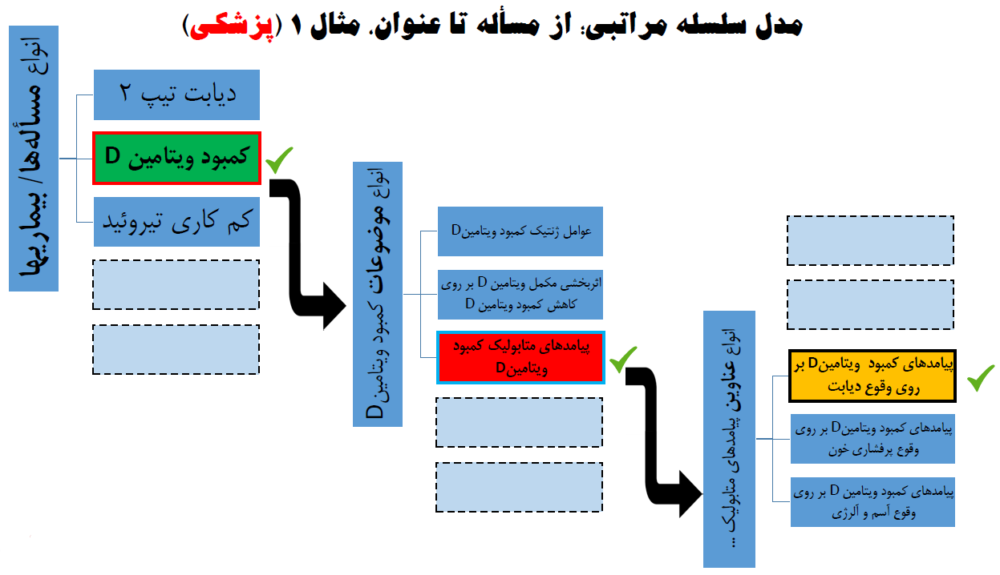 مدل سلسله مراتبی؛ از مسأله تا عنوان، مثال ۱ (پزشکی)
انواع مسأله‌ها/ بیماریها
دیابت تیپ ۲
کمبود ویتامین D
کم کاری تیروئید
انواع موضوعات کمبود ویتامینD
عوامل ژنتیک کمبود ویتامینD
اثربخشی مکمل ویتامین D بر روی
کاهش کمبود ویتامین D
پیامدهای متابولیک کمبود
ویتامینD
انواع عناوین پیامدهای متابولیک ...
پیامدهای کمبود ویتامینD بر
روی وقوع دیابت
پیامدهای کمبود ویتامینD بر روی
وقوع پرفشاری خون
پیامدهای کمبود ویتامین D بر روی
وقوع آسم و آلرژی